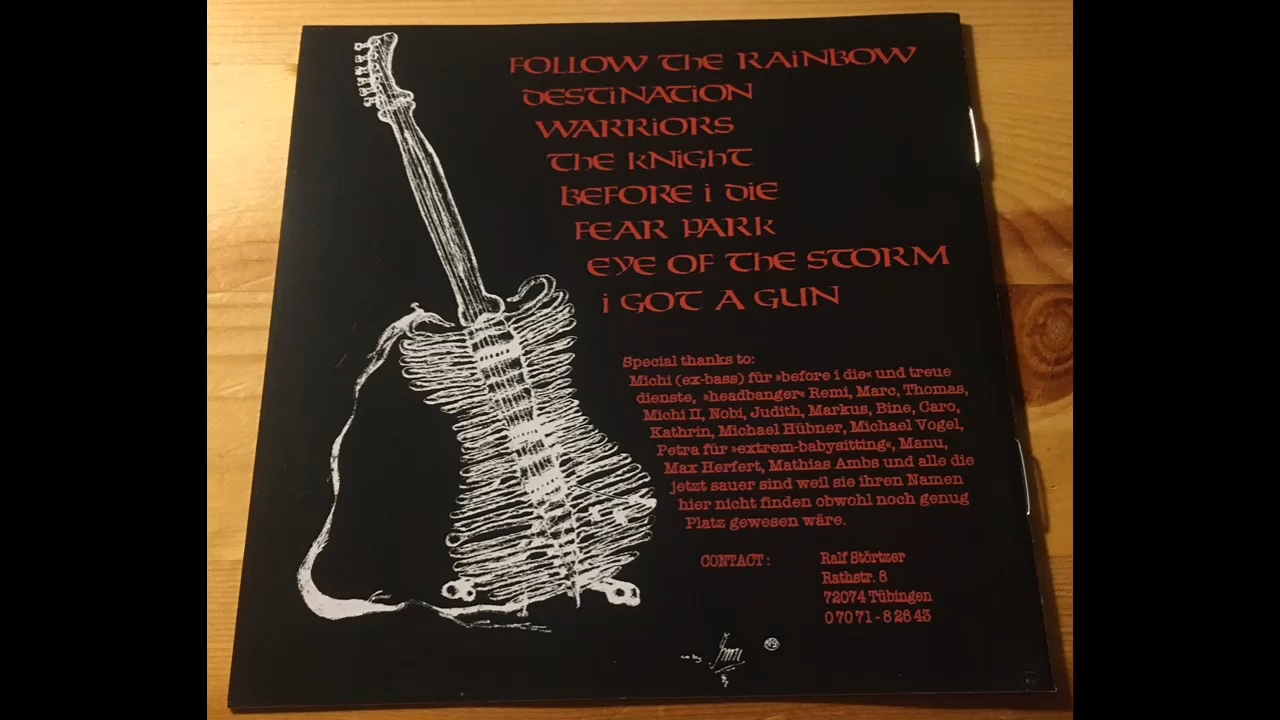 FOLLOW THE RAiNBOW
DESTiNATiON
WARRiORS
THE KNiGHT
BEFORE i DiE
FEAR PARK
EYE OF THE STORM
i GOT A GUN
Special thanks to:
Michi (ex-bass) für »before i die« und treue
dienste, »headbanger« Remi, Marc, Thomas,
Michi II, Nobi, Judith, Markus, Bine, Caro,
Kathrin, Michael Hübner, Michael Vogel,
Petra für »extrem-babysitting«, Manu,
Max Herfert, Mathias Ambs und alle die
jetzt sauer sind weil sie ihren Namen
hier nicht finden obwohl noch genug
Platz gewesen wäre.
CONTACT: Ralf Störtzer
Rathstr. 8
72074 Tübingen
0 70 71 - 8 26 43